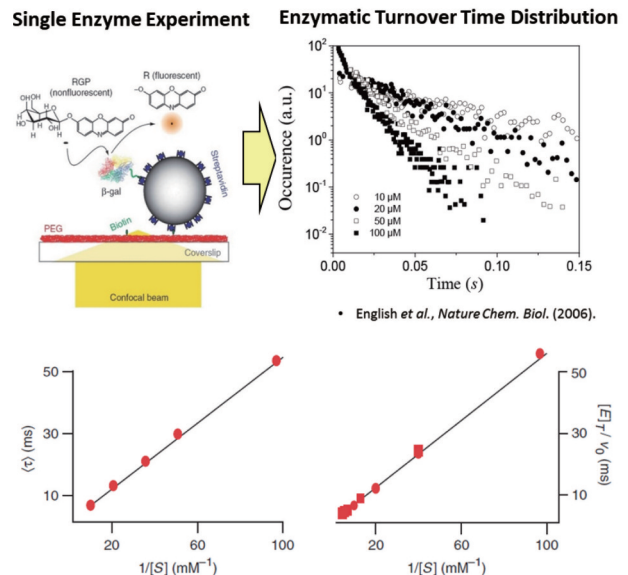 Single Enzyme Experiment
Enzymatic Turnover Time Distribution
RGP
(nonfluorescent)
R (fluorescent)
β-gal
Streptavidin
Biotin
PEG
Coverslip
Confocal beam
Occurence (a.u.)
10²
10¹
10⁰
10⁻¹
10⁻²
10 µM
20 µM
50 µM
100 µM
0.00
0.05
0.10
0.15
Time (s)
• English et al., Nature Chem. Biol. (2006).
⟨τ⟩ (ms)
50
30
10
20
60
100
1/[S] (mM⁻¹)
50
30
10
[E]T / v0 (ms)
20
60
100
1/[S] (mM⁻¹)